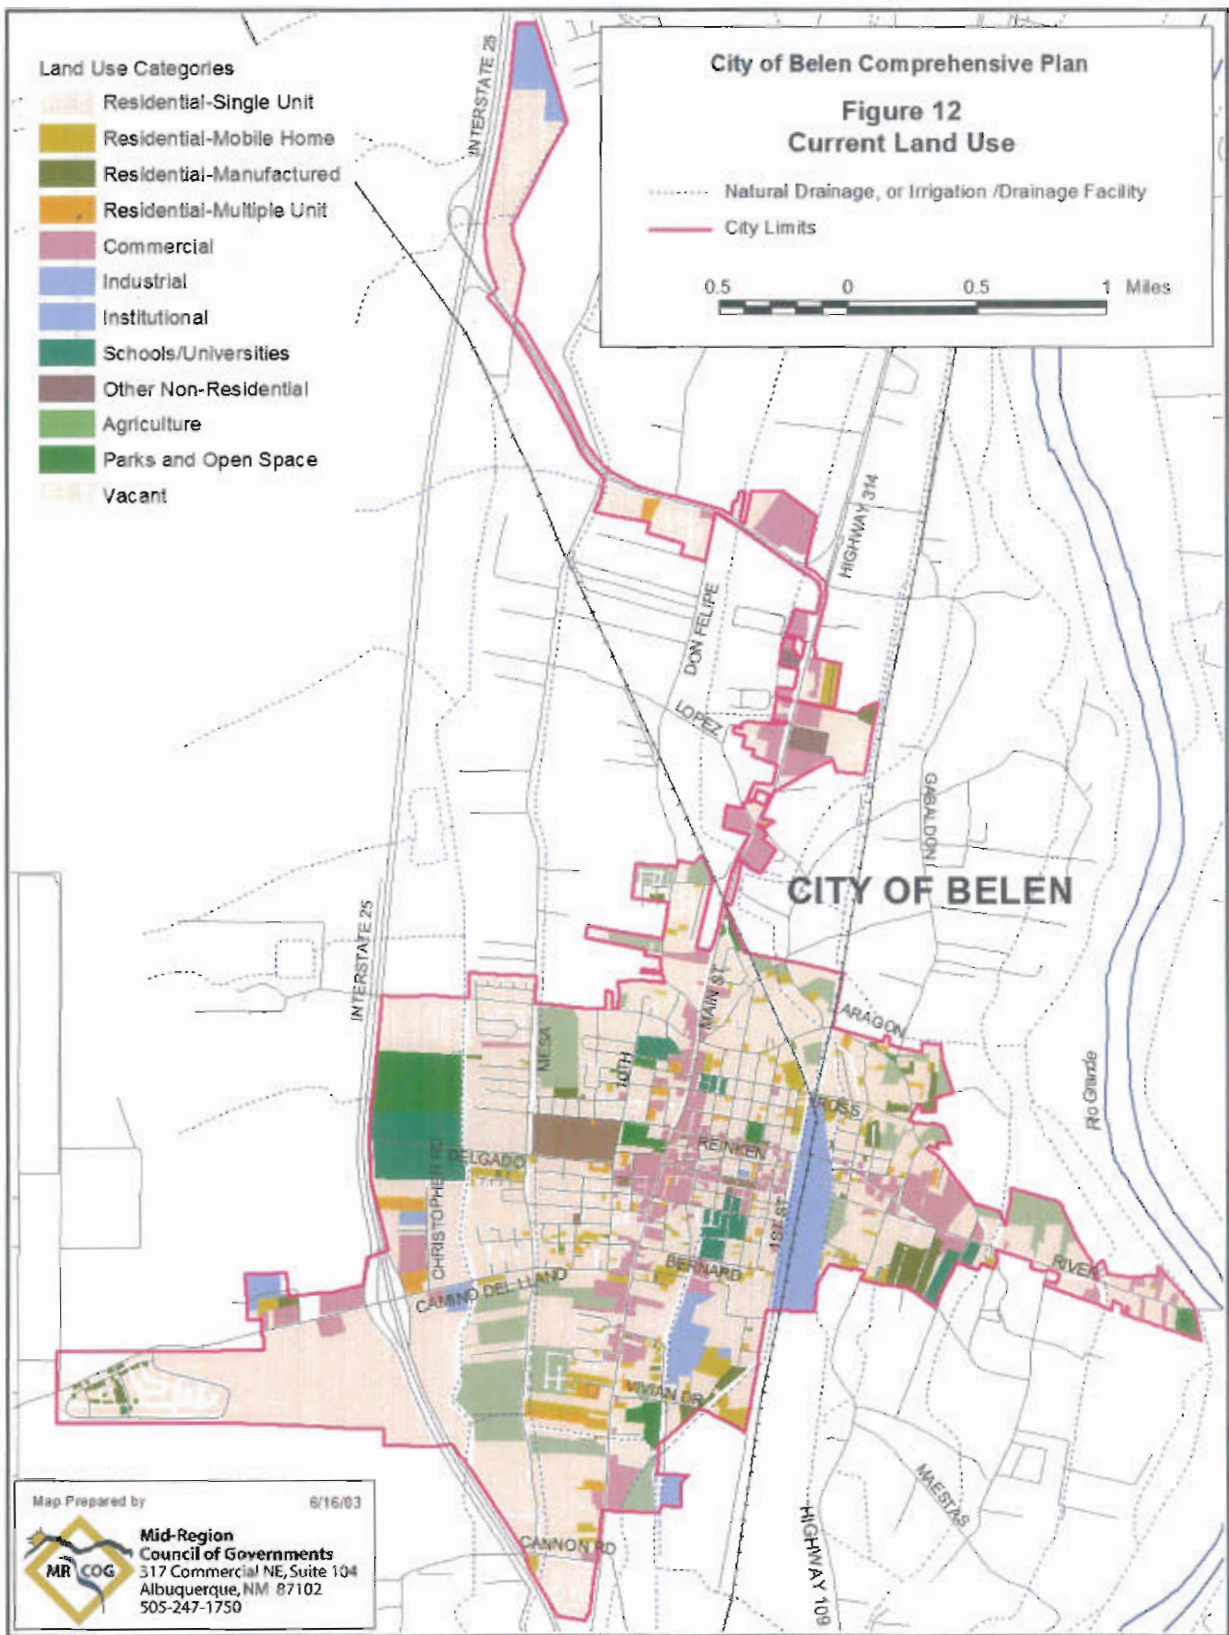 Land Use Categories
Residential-Single Unit
Residential-Mobile Home
Residential-Manufactured
Residential-Multiple Unit
Commercial
Industrial
Institutional
Schools/Universities
Other Non-Residential
Agriculture
Parks and Open Space
Vacant
City of Belen Comprehensive Plan
Figure 12
Current Land Use
Natural Drainage, or Irrigation /Drainage Facility
City Limits
0.5 0 0.5 1 Miles
INTERSTATE 25
HIGHWAY 314
DON FELIPE
LOPEZ
GABALDON
CITY OF BELEN
INTERSTATE 25
MAIN ST
ARAGON
MESA
10TH
ROSS
Rio Grande
REINKEN
DELGADO
CHRISTOPHER RD
1ST ST
BERNARD
RIVER
CAMINO DEL LLANO
VIVIAN DR
MAESTAS
CANNON RD
HIGHWAY 109
Map Prepared by 6/16/03
MR COG
Mid-Region
Council of Governments
317 Commercial NE, Suite 104
Albuquerque, NM 87102
505-247-1750